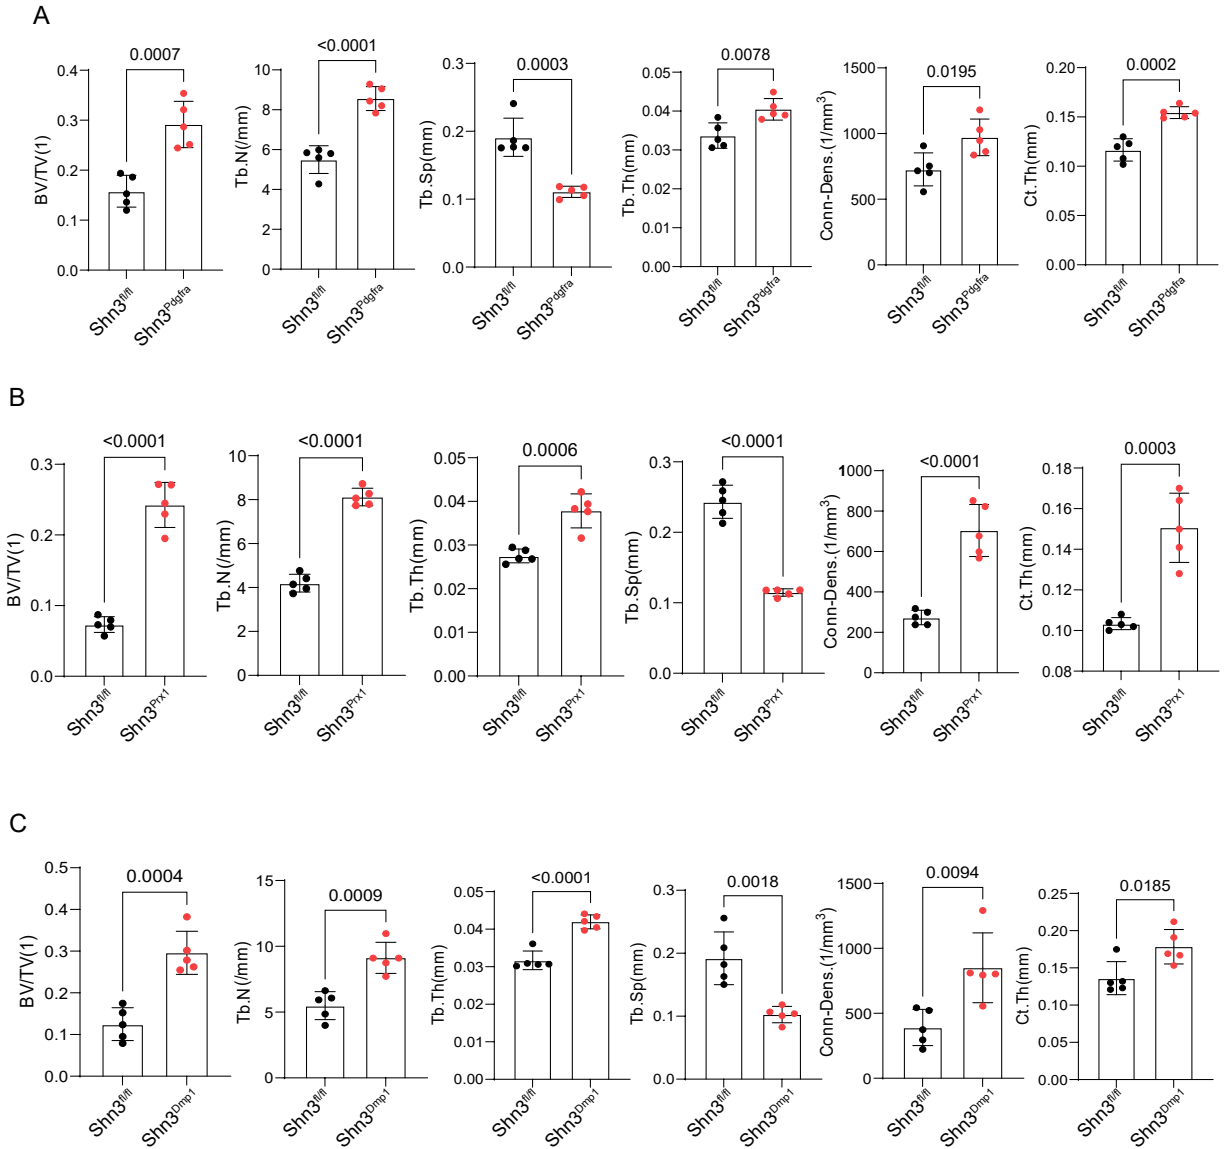 A
0.0007
<0.0001
0.0003
0.0078
0.0195
0.0002
BV/TV(1)
0.4
0.3
0.2
0.1
0.0
Shn3fl/fl
Shn3Pdgfra
Tb.N(/mm)
10
8
6
4
2
0
Shn3fl/fl
Shn3Pdgfra
Tb.Sp(mm)
0.3
0.2
0.1
0.0
Shn3fl/fl
Shn3Pdgfra
Tb.Th(mm)
0.05
0.04
0.03
0.02
0.01
0.00
Shn3fl/fl
Shn3Pdgfra
Conn-Dens.(1/mm³)
1500
1000
500
0
Shn3fl/fl
Shn3Pdgfra
Ct.Th(mm)
0.20
0.15
0.10
0.05
0.00
Shn3fl/fl
Shn3Pdgfra
B
<0.0001
<0.0001
0.0006
<0.0001
<0.0001
0.0003
BV/TV(1)
0.3
0.2
0.1
0.0
Shn3fl/fl
Shn3Prx1
Tb.N(/mm)
10
8
6
4
2
0
Shn3fl/fl
Shn3Prx1
Tb.Th(mm)
0.05
0.04
0.03
0.02
0.01
0.00
Shn3fl/fl
Shn3Prx1
Tb.Sp(mm)
0.3
0.2
0.1
0.0
Shn3fl/fl
Shn3Prx1
Conn-Dens.(1/mm³)
1000
800
600
400
200
0
Shn3fl/fl
Shn3Prx1
Ct.Th(mm)
0.18
0.16
0.14
0.12
0.10
0.08
Shn3fl/fl
Shn3Prx1
C
0.0004
0.0009
<0.0001
0.0018
0.0094
0.0185
BV/TV(1)
0.5
0.4
0.3
0.2
0.1
0.0
Shn3fl/fl
Shn3Dmp1
Tb.N(/mm)
15
10
5
0
Shn3fl/fl
Shn3Dmp1
Tb.Th(mm)
0.05
0.04
0.03
0.02
0.01
0.00
Shn3fl/fl
Shn3Dmp1
Tb.Sp(mm)
0.3
0.2
0.1
0.0
Shn3fl/fl
Shn3Dmp1
Conn-Dens.(1/mm³)
1500
1000
500
0
Shn3fl/fl
Shn3Dmp1
Ct.Th(mm)
0.25
0.20
0.15
0.10
0.05
0.00
Shn3fl/fl
Shn3Dmp1